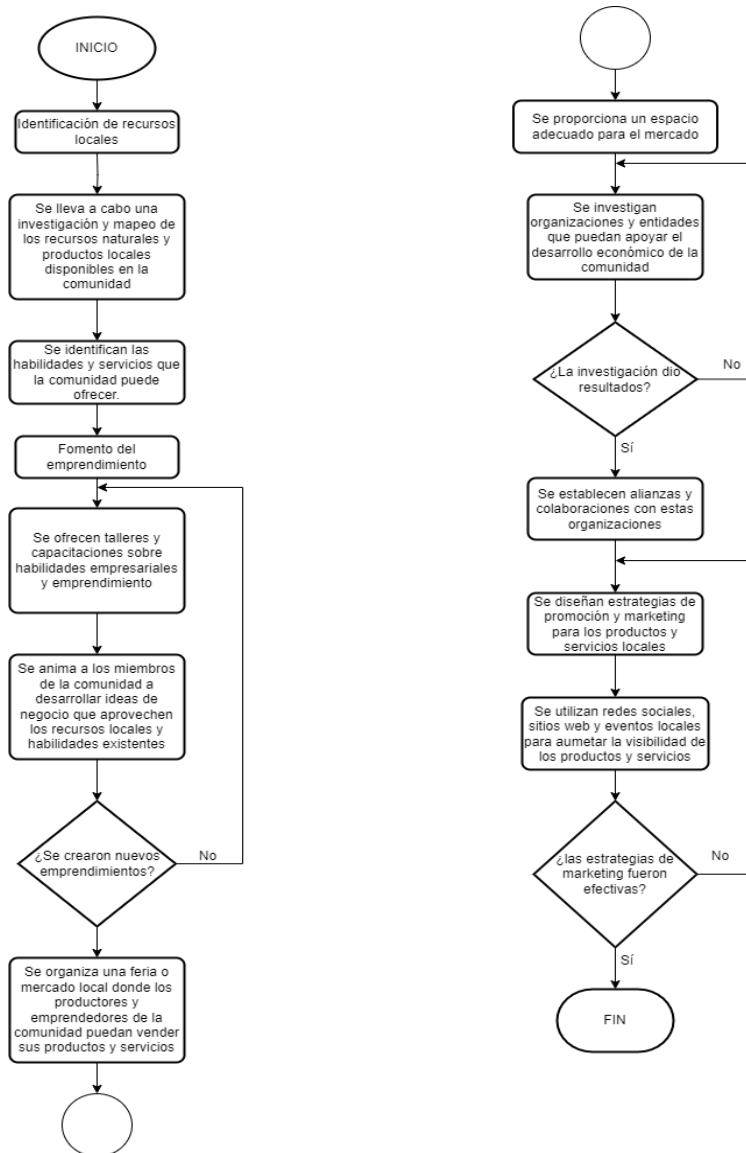 INICIO
Identificación de recursos
locales
Se lleva a cabo una
investigación y mapeo de
los recursos naturales y
productos locales
disponibles en la
comunidad
Se identifican las
habilidades y servicios que
la comunidad puede
ofrecer.
Fomento del
emprendimiento
Se ofrecen talleres y
capacitaciones sobre
habilidades empresariales
y emprendimiento
Se anima a los miembros
de la comunidad a
desarrollar ideas de
negocio que aprovechen
los recursos locales y
habilidades existentes
¿Se crearon nuevos
emprendimientos?
No
Se organiza una feria o
mercado local donde los
productores y
emprendedores de la
comunidad puedan vender
sus productos y servicios
Se proporciona un espacio
adecuado para el mercado
Se investigan
organizaciones y entidades
que puedan apoyar el
desarrollo económico de la
comunidad
¿La investigación dio
resultados?
No
Sí
Se establecen alianzas y
colaboraciones con estas
organizaciones
Se diseñan estrategias de
promoción y marketing
para los productos y
servicios locales
Se utilizan redes sociales,
sitios web y eventos locales
para aumetar la visibilidad de
los productos y servicios
¿las estrategias de
marketing fueron
efectivas?
No
Sí
FIN